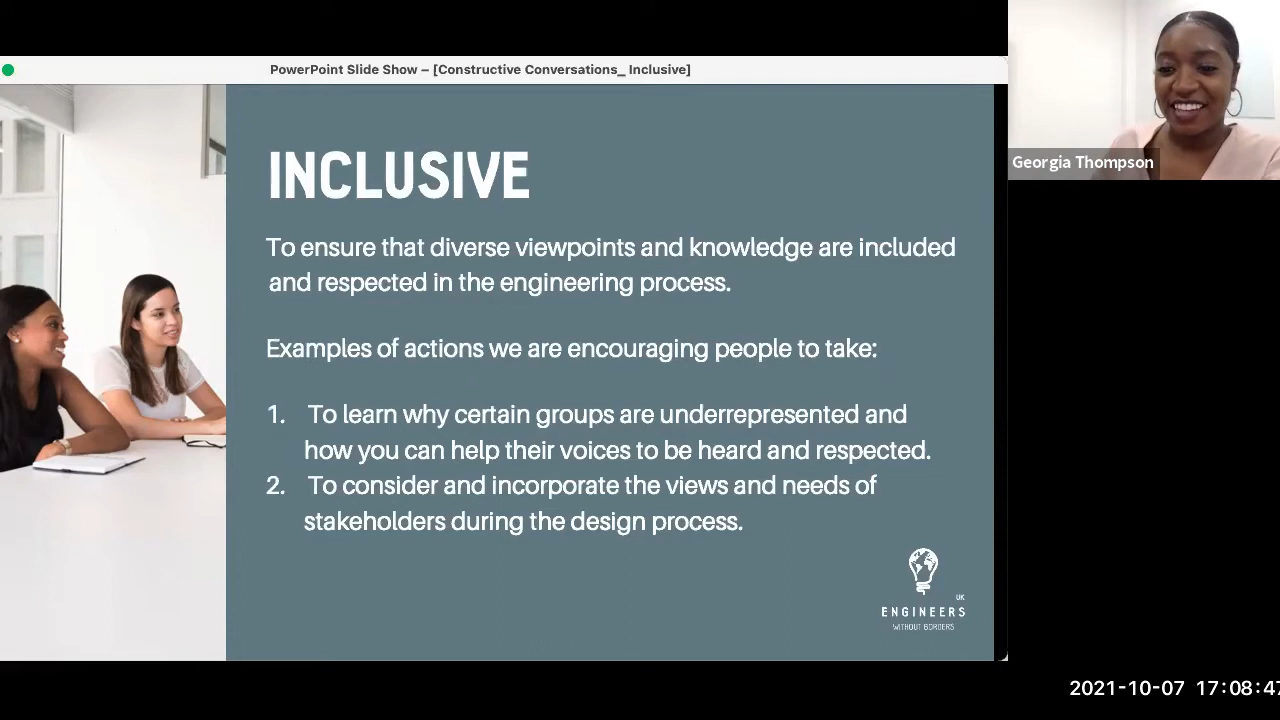 PowerPoint Slide Show – [Constructive Conversations_ Inclusive]
Georgia Thompson
INCLUSIVE
To ensure that diverse viewpoints and knowledge are included
and respected in the engineering process.
Examples of actions we are encouraging people to take:
1. To learn why certain groups are underrepresented and
how you can help their voices to be heard and respected.
2. To consider and incorporate the views and needs of
stakeholders during the design process.
UK
ENGINEERS
WITHOUT BORDERS
2021-10-07 17:08:47